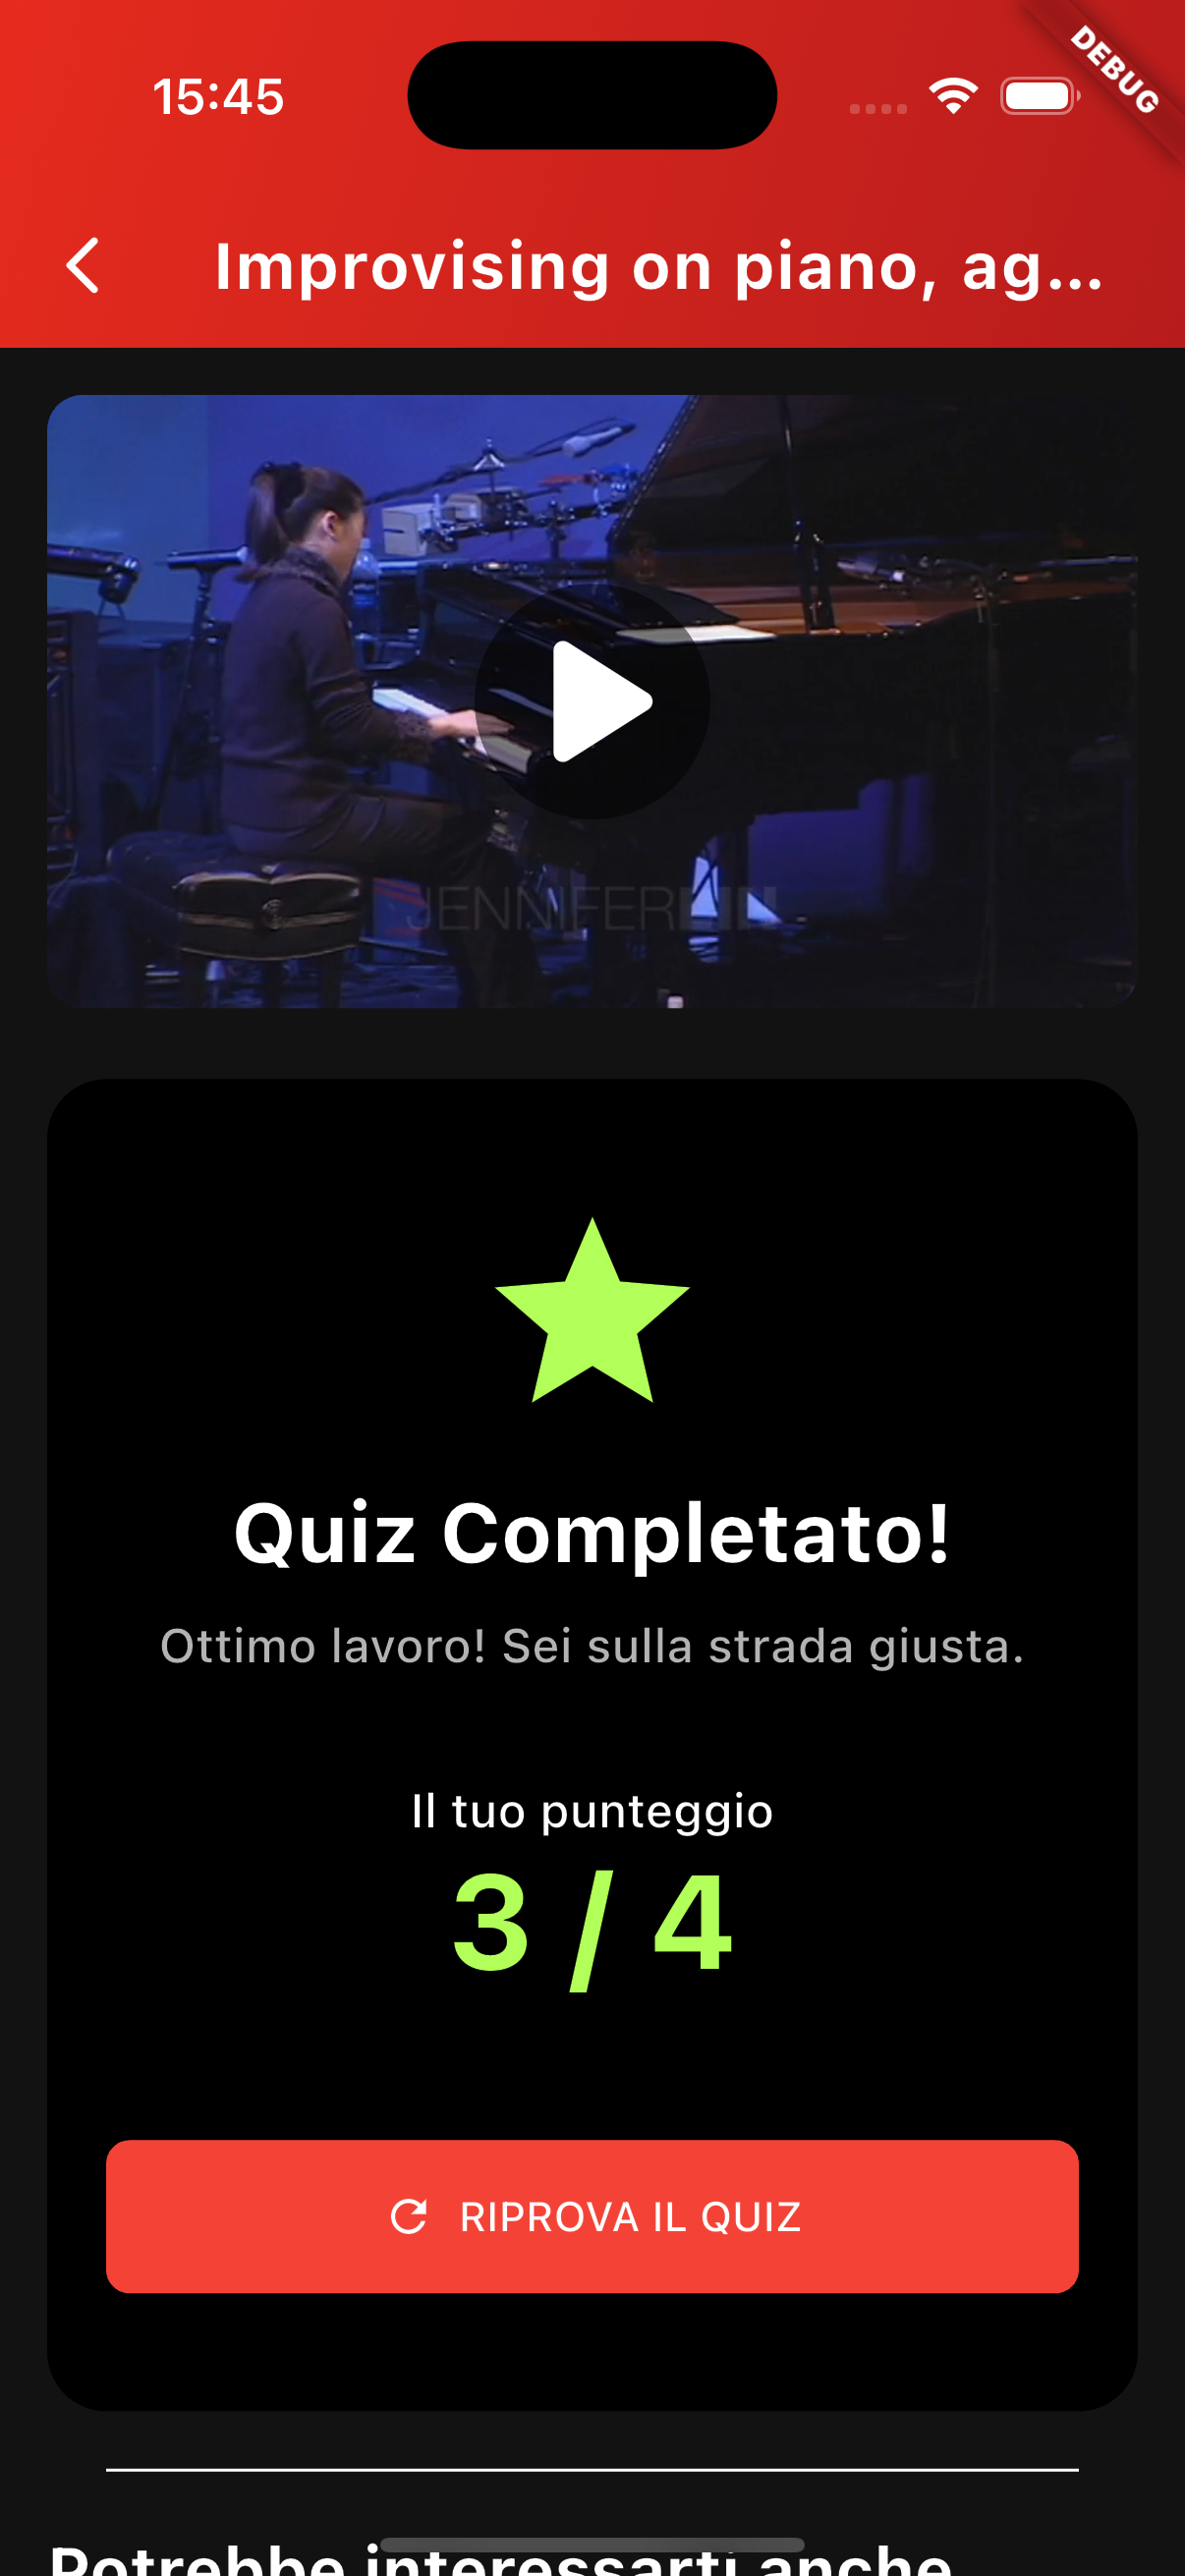 15:45
DEBUG
Improvising on piano, ag...
JENNIFER LIN
Quiz Completato!
Ottimo lavoro! Sei sulla strada giusta.
Il tuo punteggio
3 / 4
RIPROVA IL QUIZ
Potrebbe interessarti anche